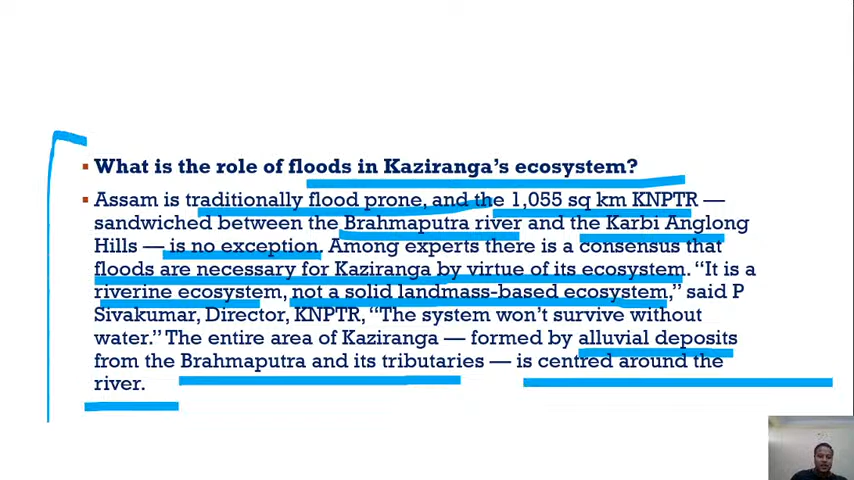 What is the role of floods in Kaziranga's ecosystem?
Assam is traditionally flood prone, and the 1,055 sq km KNPTR —
sandwiched between the Brahmaputra river and the Karbi Anglong
Hills — is no exception. Among experts there is a consensus that
floods are necessary for Kaziranga by virtue of its ecosystem. “It is a
riverine ecosystem, not a solid landmass-based ecosystem,” said P
Sivakumar, Director, KNPTR, “The system won’t survive without
water.” The entire area of Kaziranga — formed by alluvial deposits
from the Brahmaputra and its tributaries — is centred around the
river.